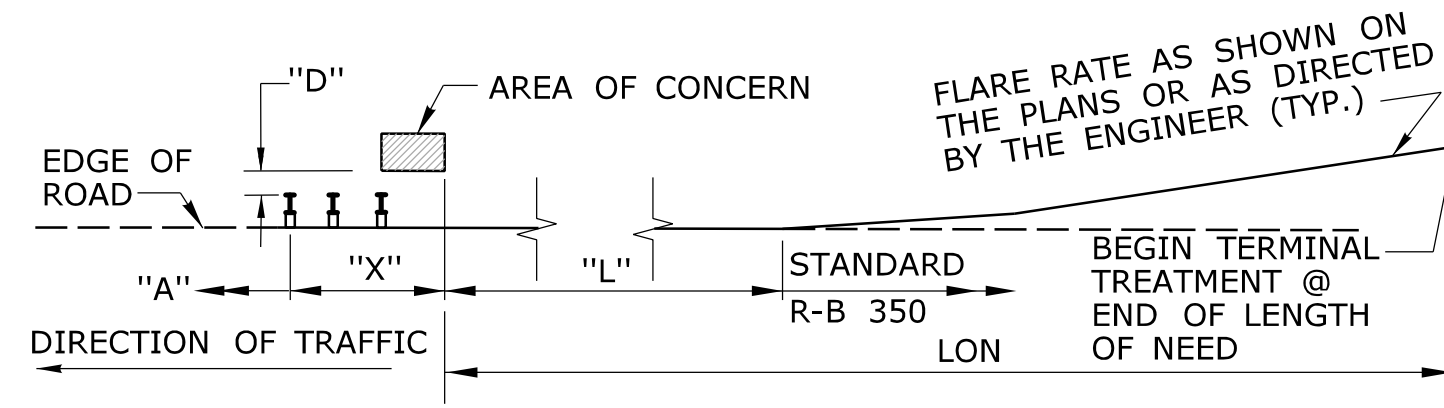 "D"
AREA OF CONCERN
FLARE RATE AS SHOWN ON
THE PLANS OR AS DIRECTED
BY THE ENGINEER (TYP.)
EDGE OF
ROAD
"A"
"X"
"L"
STANDARD
R-B 350
BEGIN TERMINAL
TREATMENT @
END OF LENGTH
OF NEED
DIRECTION OF TRAFFIC
LON